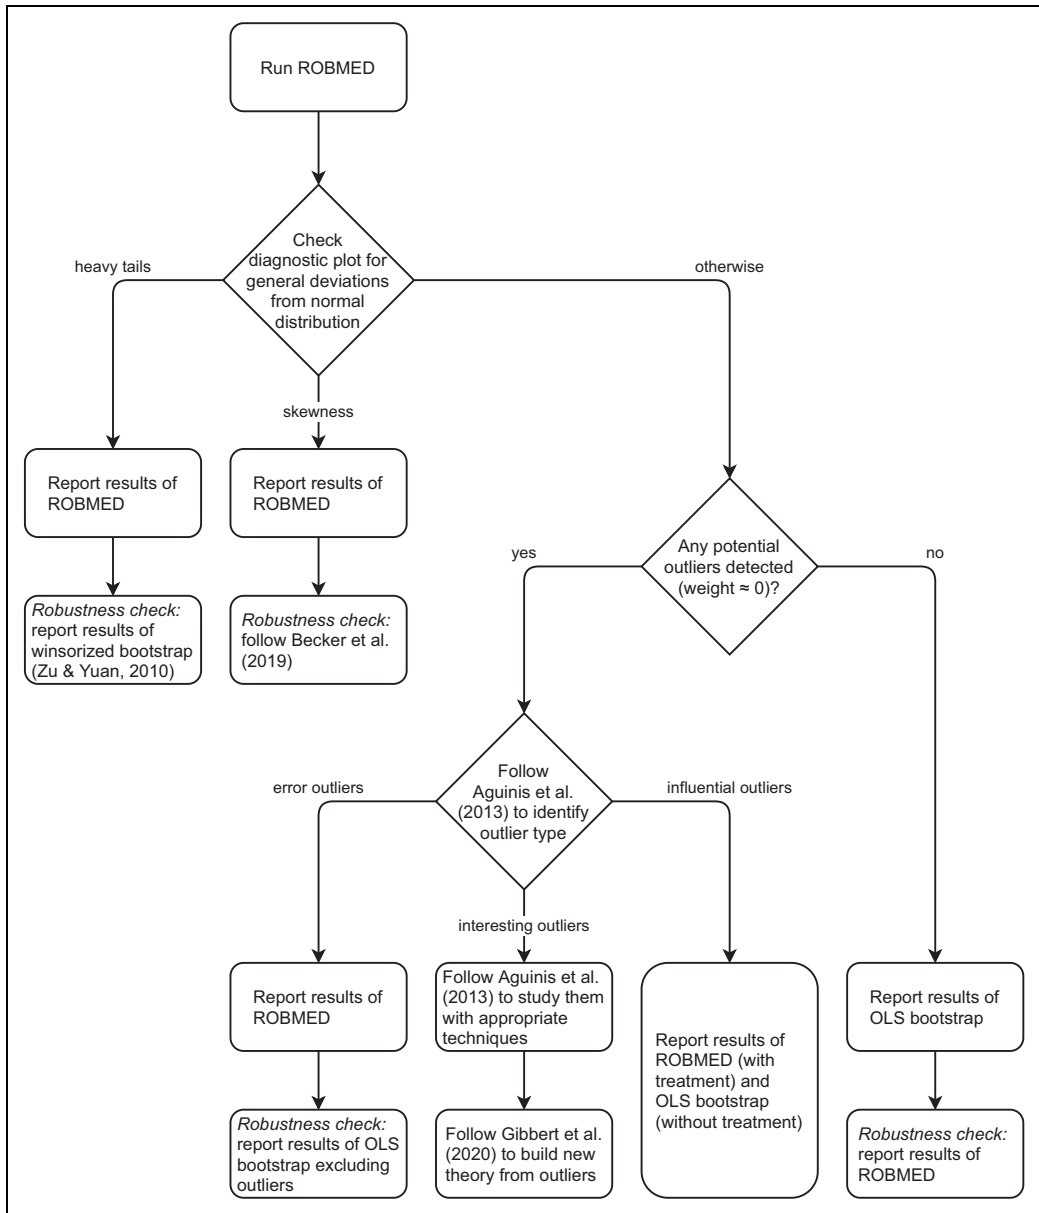 Run ROBMED
Check
diagnostic plot for
general deviations
from normal
distribution
heavy tails
otherwise
skewness
Report results of
ROBMED
Report results of
ROBMED
Robustness check:
report results of
winsorized bootstrap
(Zu & Yuan, 2010)
Robustness check:
follow Becker et al.
(2019)
Any potential
outliers detected
(weight ≈ 0)?
yes
no
Follow
Aguinis et al.
(2013) to identify
outlier type
error outliers
influential outliers
interesting outliers
Report results of
ROBMED
Follow Aguinis et al.
(2013) to study them
with appropriate
techniques
Report results of
ROBMED (with
treatment) and
OLS bootstrap
(without treatment)
Report results of
OLS bootstrap
Robustness check:
report results of OLS
bootstrap excluding
outliers
Follow Gibbert et al.
(2020) to build new
theory from outliers
Robustness check:
report results of
ROBMED